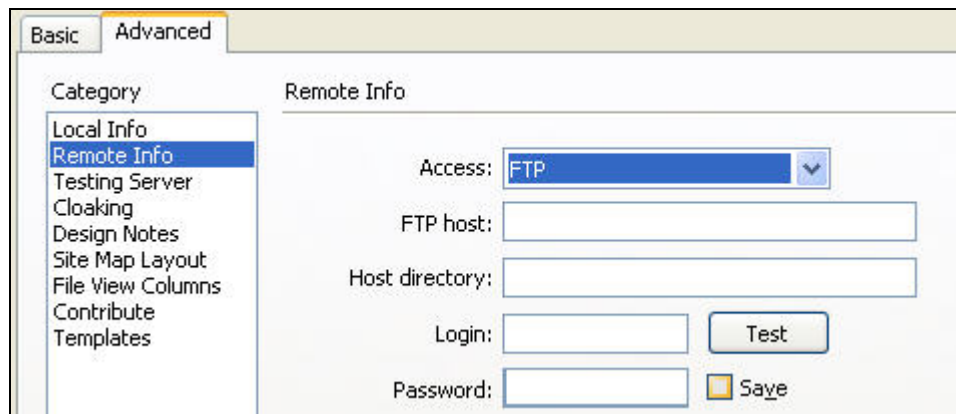 Basic Advanced
Category
Local Info
Remote Info
Testing Server
Cloaking
Design Notes
Site Map Layout
File View Columns
Contribute
Templates
Remote Info
Access: FTP
FTP host:
Host directory:
Login: Test
Password: Save